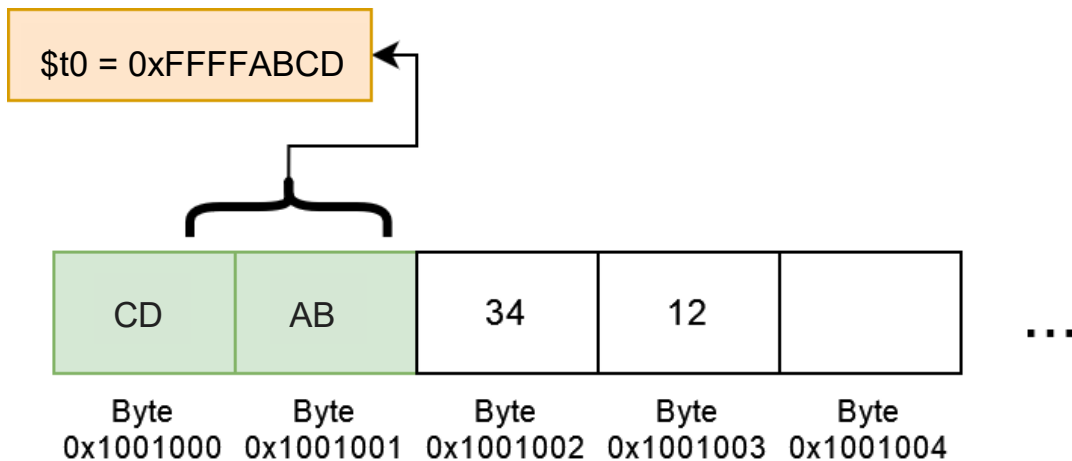 $t0 = 0xFFFFABCD
CD AB 34 12
...
Byte Byte Byte Byte Byte
0x1001000 0x1001001 0x1001002 0x1001003 0x1001004